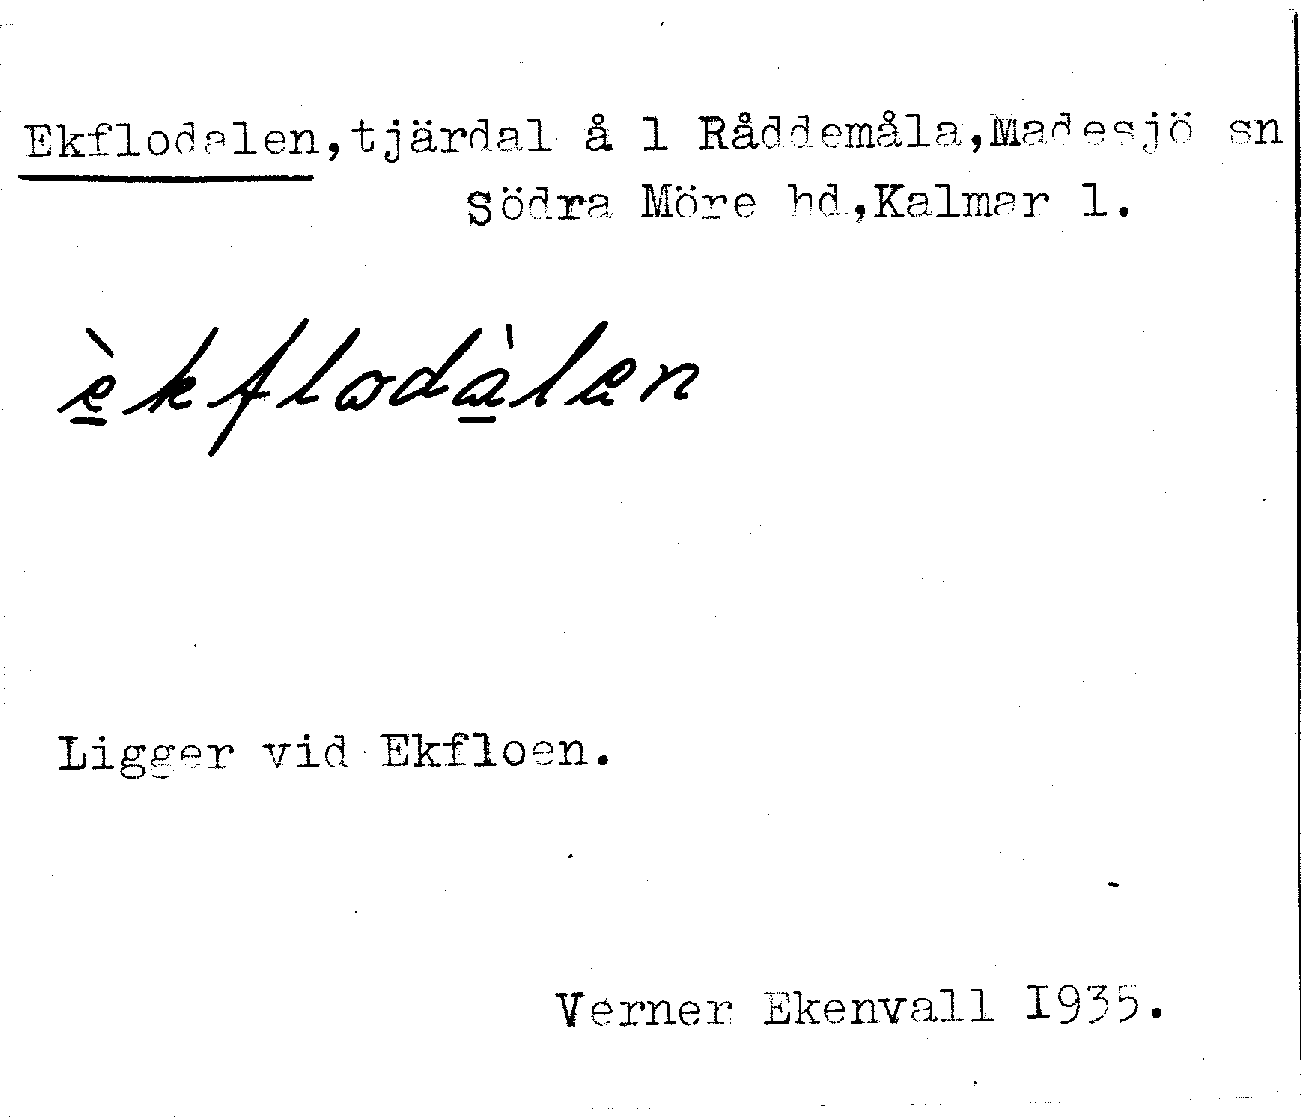 Ekflodalen,tjärdal å 1 Råddemåla,Madesjö sn
Södra Möre hd.,Kalmar l.
èkflodàlen
Ligger vid Ekfloen.
Verner Ekenvall 1935.